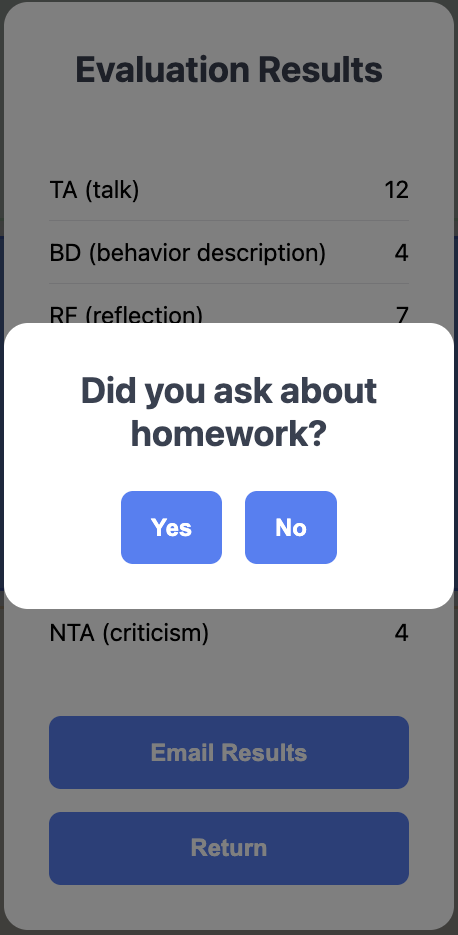 Evaluation Results
TA (talk) 12
BD (behavior description) 4
RF (reflection) 7
Did you ask about
homework?
Yes No
NTA (criticism) 4
Email Results
Return